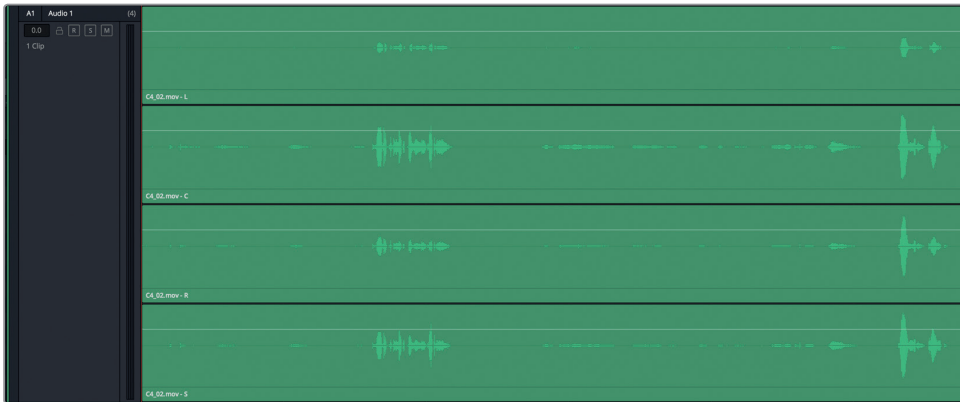 A1 Audio 1 (4)
0.0 R S M
1 Clip
C4_02.mov - L
C4_02.mov - C
C4_02.mov - R
C4_02.mov - S